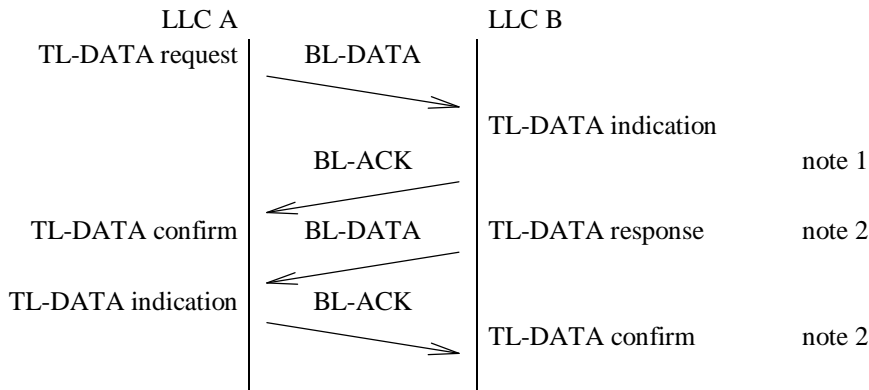 LLC A LLC B
TL-DATA request BL-DATA
TL-DATA indication
BL-ACK note 1
TL-DATA confirm BL-DATA TL-DATA response note 2
TL-DATA indication BL-ACK
TL-DATA confirm note 2